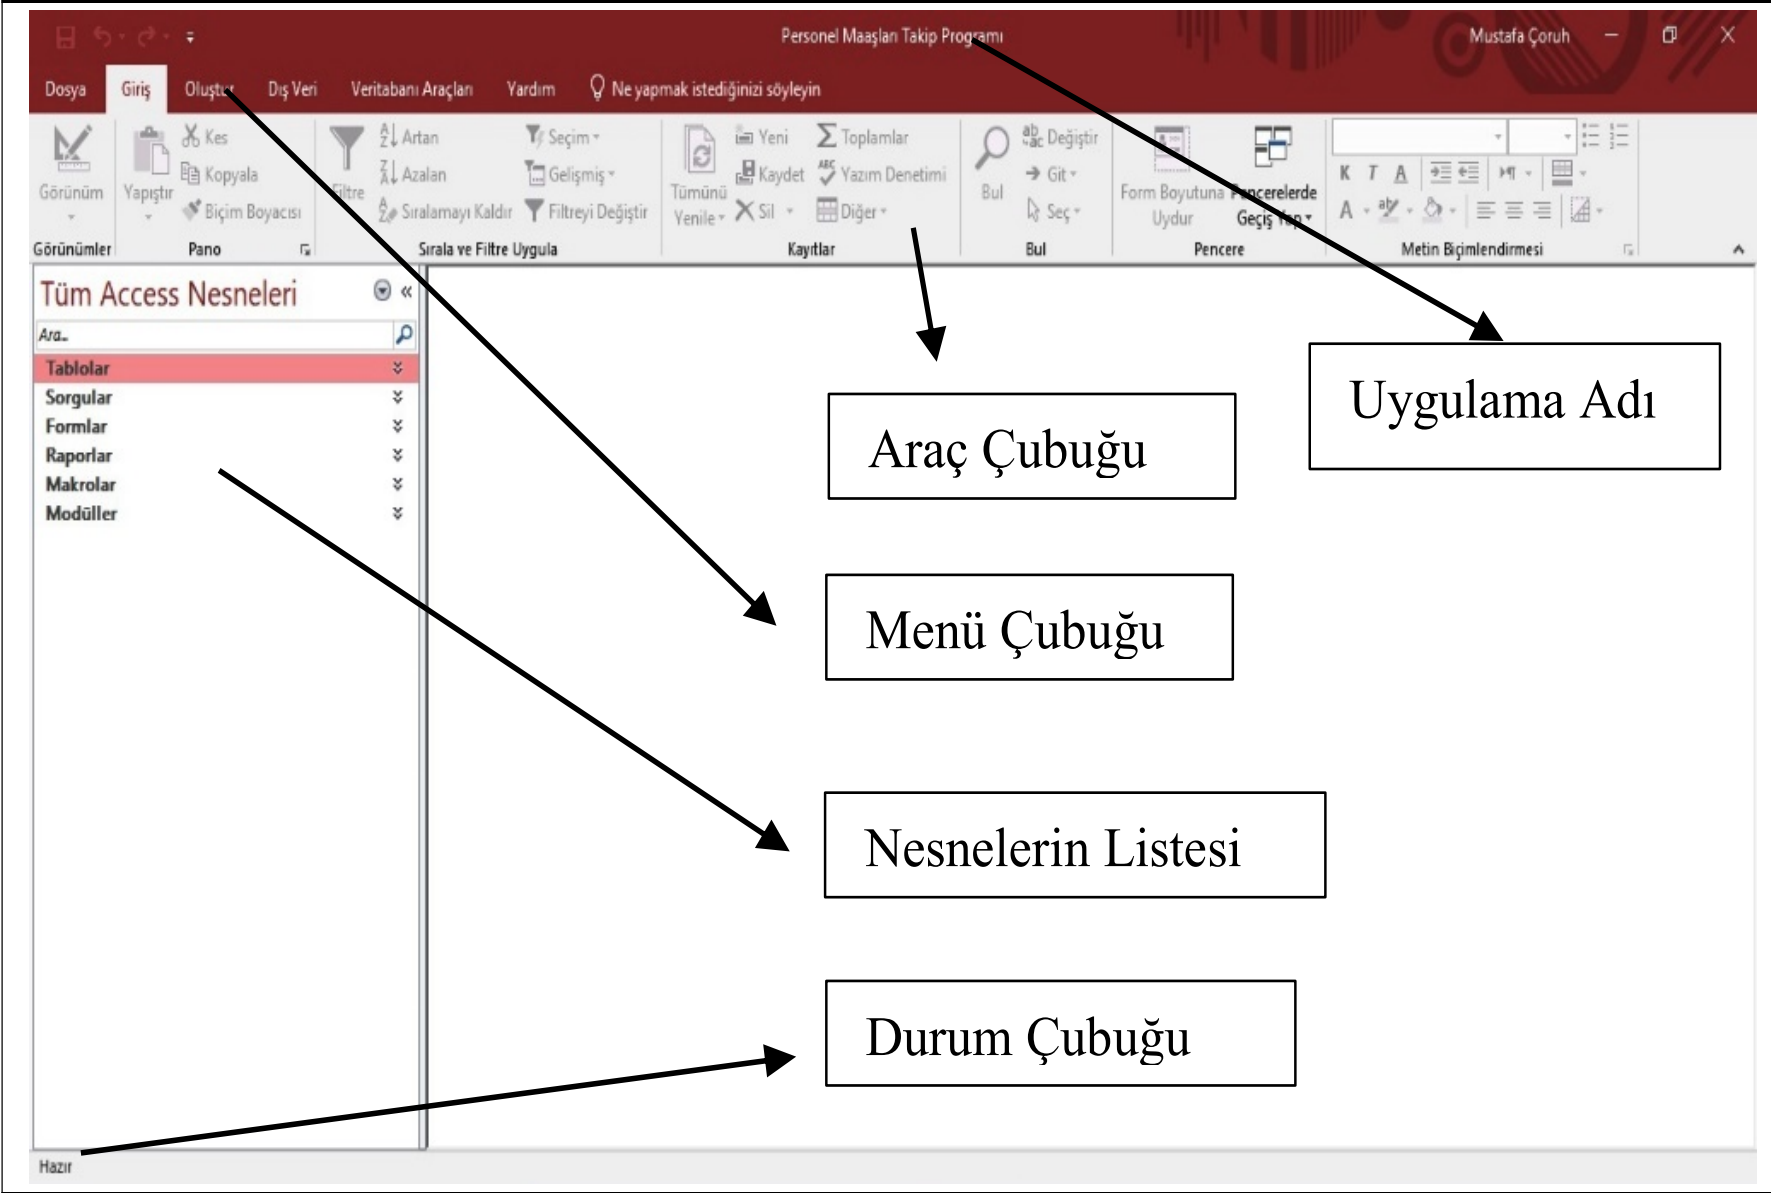 Personel Maaşları Takip Programı
Mustafa Çoruh
Dosya Giriş Oluştur Dış Veri Veritabanı Araçları Yardım Ne yapmak istediğinizi söyleyin
Görünüm
Görünümler
Yapıştır
Kes
Kopyala
Biçim Boyacısı
Pano
Filtre
Artan
Azalan
Sıralamayı Kaldır
Seçim
Gelişmiş
Filtreyi Değiştir
Sırala ve Filtre Uygula
Tümünü
Yenile
Yeni
Kaydet
Sil
Toplamlar
Yazım Denetimi
Diğer
Kayıtlar
Bul
Değiştir
Git
Seç
Bul
Form Boyutuna
Uydur
Pencerelerde
Geçiş Yap
Pencere
K T A
A
Metin Biçimlendirmesi
Tüm Access Nesneleri
Ara...
Tablolar
Sorgular
Formlar
Raporlar
Makrolar
Modüller
Uygulama Adı
Araç Çubuğu
Menü Çubuğu
Nesnelerin Listesi
Durum Çubuğu
Hazır